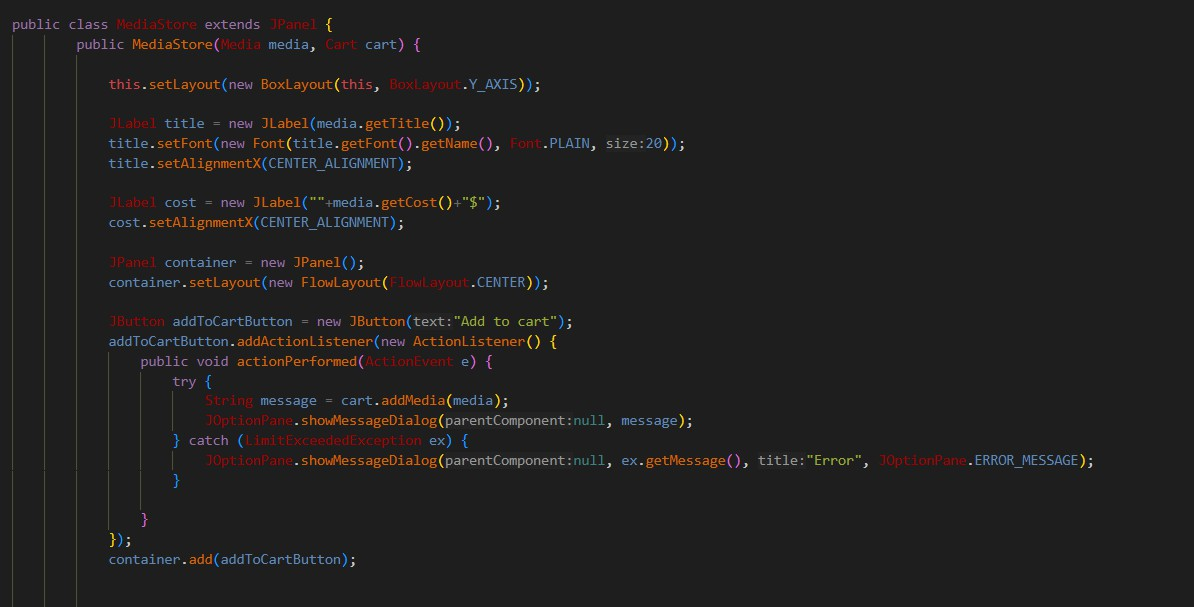 public class MediaStore extends JPanel {
public MediaStore(Media media, Cart cart) {
this.setLayout(new BoxLayout(this, BoxLayout.Y_AXIS));
JLabel title = new JLabel(media.getTitle());
title.setFont(new Font(title.getFont().getName(), Font.PLAIN, size:20));
title.setAlignmentX(CENTER_ALIGNMENT);
JLabel cost = new JLabel(""+media.getCost()+"$");
cost.setAlignmentX(CENTER_ALIGNMENT);
JPanel container = new JPanel();
container.setLayout(new FlowLayout(FlowLayout.CENTER));
JButton addToCartButton = new JButton(text:"Add to cart");
addToCartButton.addActionListener(new ActionListener() {
public void actionPerformed(ActionEvent e) {
try {
String message = cart.addMedia(media);
JOptionPane.showMessageDialog(parentComponent:null, message);
} catch (LimitExceededException ex) {
JOptionPane.showMessageDialog(parentComponent:null, ex.getMessage(), title:"Error", JOptionPane.ERROR_MESSAGE);
}
}
});
container.add(addToCartButton);